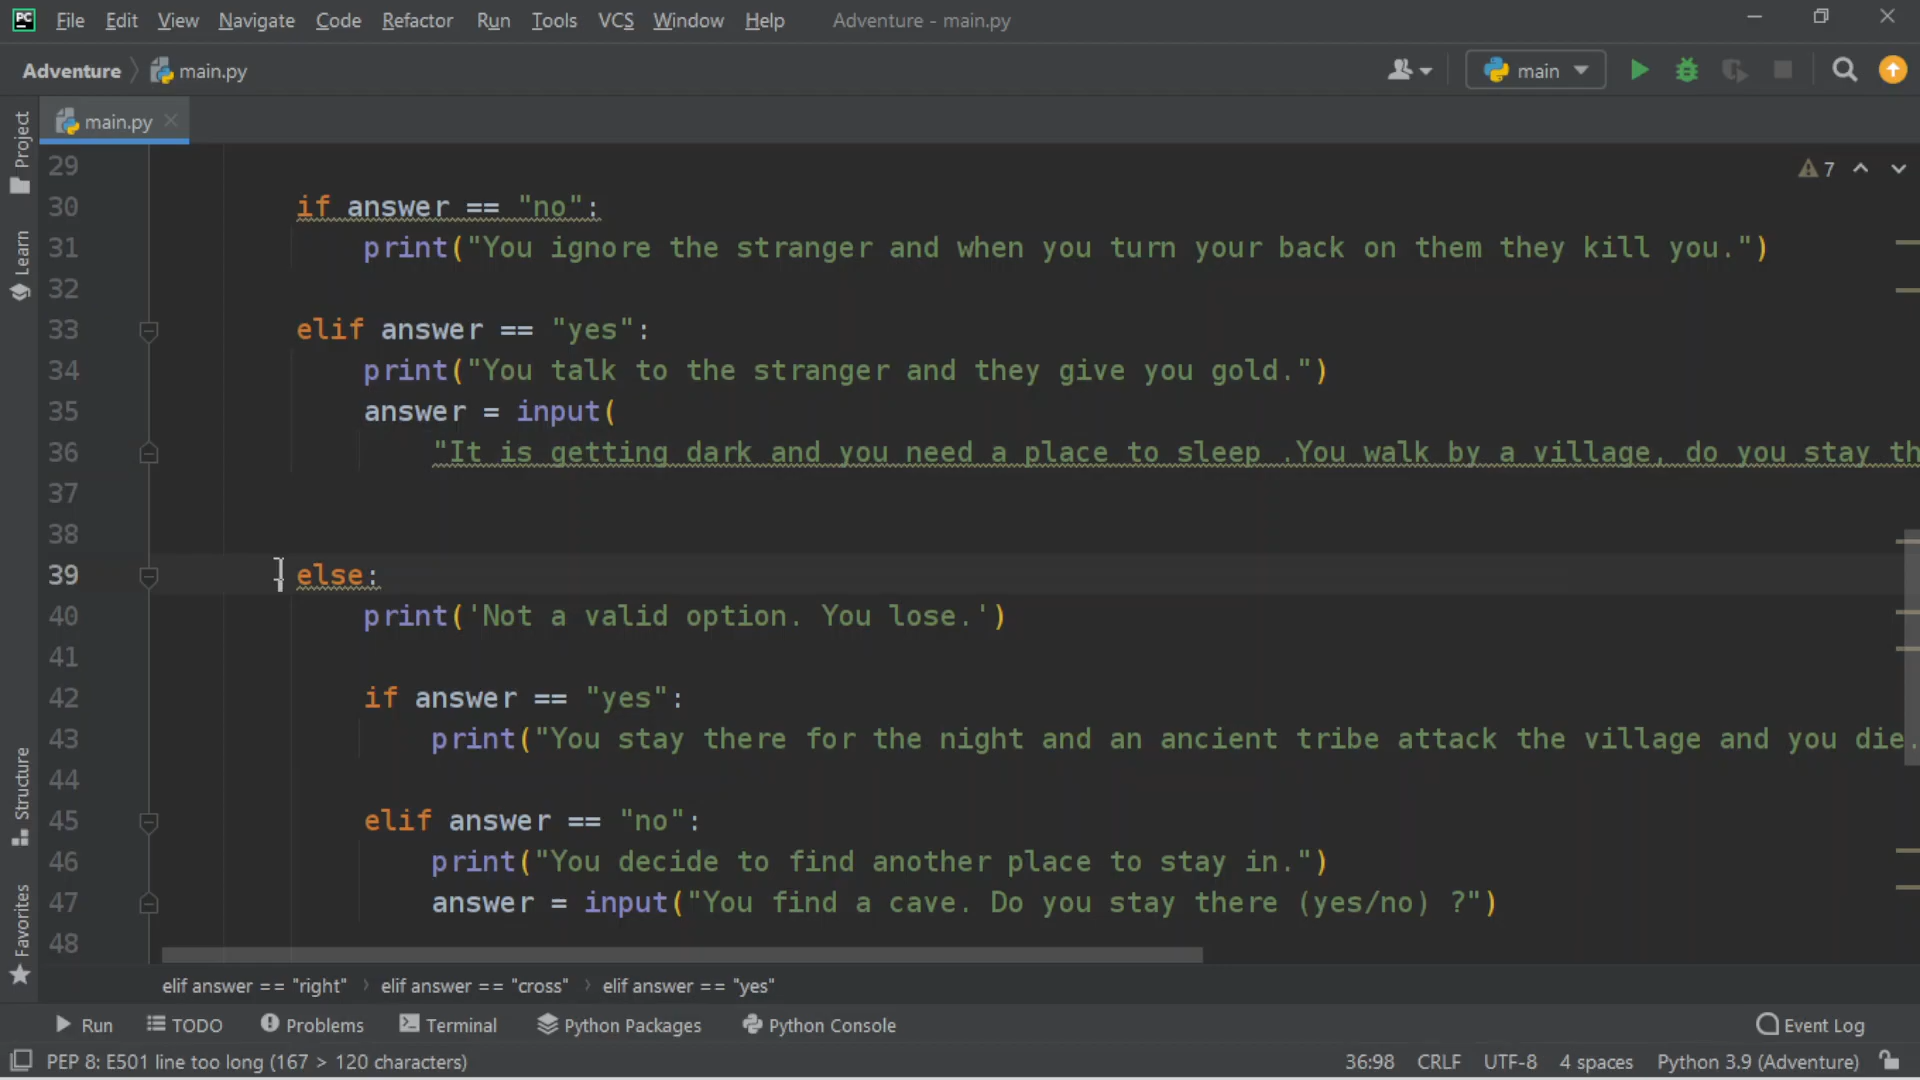 PC File Edit View Navigate Code Refactor Run Tools VCS Window Help Adventure - main.py
Adventure main.py main
main.py
Project
Learn
Structure
Favorites
7
29
30 if answer == "no":
31 print("You ignore the stranger and when you turn your back on them they kill you.")
32
33 elif answer == "yes":
34 print("You talk to the stranger and they give you gold.")
35 answer = input(
36 "It is getting dark and you need a place to sleep .You walk by a village, do you stay th
37
38
39 else:
40 print('Not a valid option. You lose.')
41
42 if answer == "yes":
43 print("You stay there for the night and an ancient tribe attack the village and you die.
44
45 elif answer == "no":
46 print("You decide to find another place to stay in.")
47 answer = input("You find a cave. Do you stay there (yes/no) ?")
48
elif answer == "right" elif answer == "cross" elif answer == "yes"
Run TODO Problems Terminal Python Packages Python Console Event Log
PEP 8: E501 line too long (167 > 120 characters) 36:98 CRLF UTF-8 4 spaces Python 3.9 (Adventure)